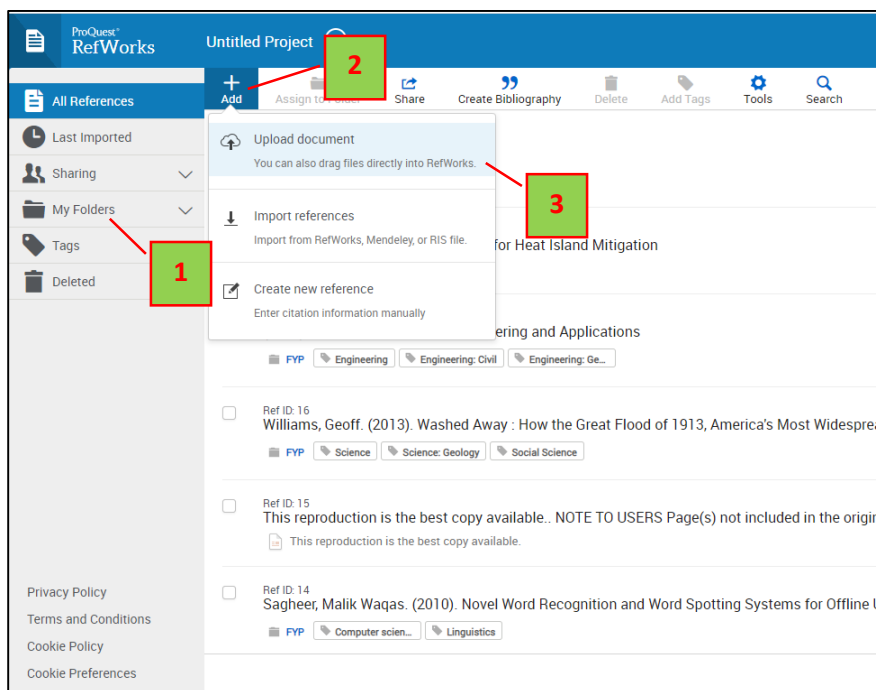 ProQuest®
RefWorks
Untitled Project
2
Add
Assign to Folder
Share
Create Bibliography
Delete
Add Tags
Tools
Search
All References
Last Imported
Sharing
My Folders
Tags
Deleted
1
Upload document
You can also drag files directly into RefWorks.
3
Import references
Import from RefWorks, Mendeley, or RIS file.
Create new reference
Enter citation information manually
for Heat Island Mitigation
ering and Applications
FYP Engineering Engineering: Civil Engineering: Ge...
Ref ID: 16
Williams, Geoff. (2013). Washed Away : How the Great Flood of 1913, America's Most Widesprea
FYP Science Science: Geology Social Science
Ref ID: 15
This reproduction is the best copy available.. NOTE TO USERS Page(s) not included in the origin
This reproduction is the best copy available.
Ref ID: 14
Sagheer, Malik Waqas. (2010). Novel Word Recognition and Word Spotting Systems for Offline U
FYP Computer scien... Linguistics
Privacy Policy
Terms and Conditions
Cookie Policy
Cookie Preferences